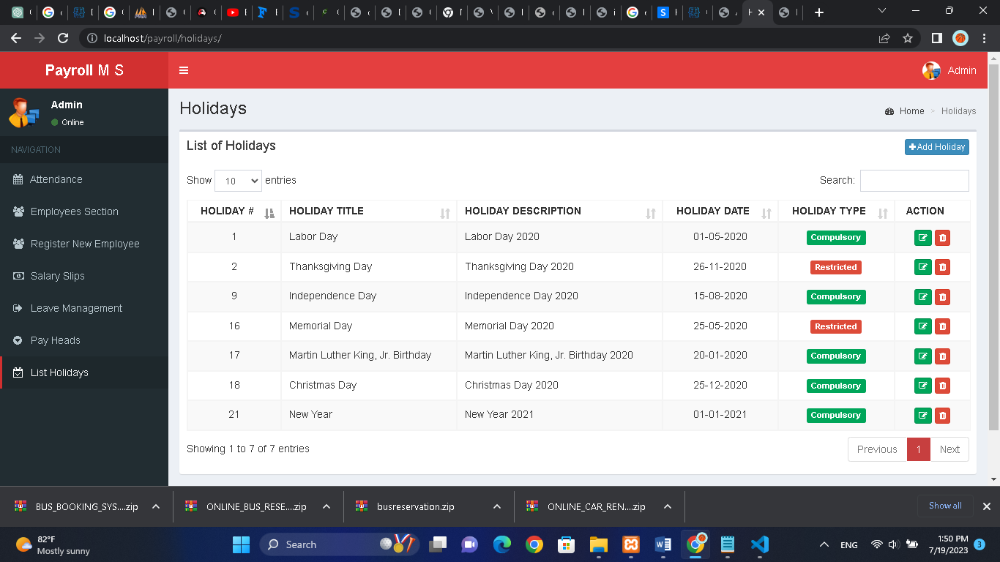 localhost/payroll/holidays/
Payroll M S
Admin
Admin
Online
Holidays
Home > Holidays
NAVIGATION
Attendance
Employees Section
Register New Employee
Salary Slips
Leave Management
Pay Heads
List Holidays
List of Holidays
Add Holiday
Show 10 entries
Search:
HOLIDAY # HOLIDAY TITLE HOLIDAY DESCRIPTION HOLIDAY DATE HOLIDAY TYPE ACTION
1 Labor Day Labor Day 2020 01-05-2020 Compulsory
2 Thanksgiving Day Thanksgiving Day 2020 26-11-2020 Restricted
9 Independence Day Independence Day 2020 15-08-2020 Compulsory
16 Memorial Day Memorial Day 2020 25-05-2020 Restricted
17 Martin Luther King, Jr. Birthday Martin Luther King, Jr. Birthday 2020 20-01-2020 Compulsory
18 Christmas Day Christmas Day 2020 25-12-2020 Compulsory
21 New Year New Year 2021 01-01-2021 Compulsory
Showing 1 to 7 of 7 entries
Previous 1 Next
BUS_BOOKING_SYS....zip
ONLINE_BUS_RESE....zip
busreservation.zip
ONLINE_CAR_REN....zip
Show all
82°F
Mostly sunny
Search
ENG
1:50 PM
7/19/2023
3